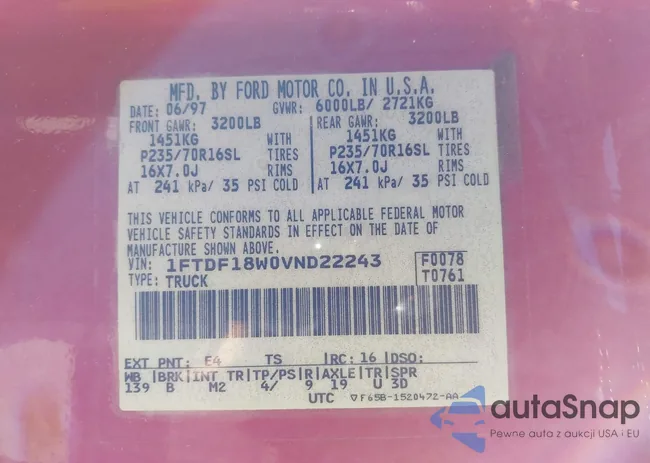 MFD. BY FORD MOTOR CO. IN U.S.A.
DATE: 06/97 GVWR: 6000LB/ 2721KG
FRONT GAWR: 3200LB REAR GAWR: 3200LB
1451KG WITH 1451KG WITH
P235/70R16SL TIRES P235/70R16SL TIRES
16X7.0J RIMS 16X7.0J RIMS
AT 241 kPa/ 35 PSI COLD AT 241 kPa/ 35 PSI COLD
THIS VEHICLE CONFORMS TO ALL APPLICABLE FEDERAL MOTOR
VEHICLE SAFETY STANDARDS IN EFFECT ON THE DATE OF
MANUFACTURE SHOWN ABOVE.
VIN: 1FTDF18W0VND22243 F0078
TYPE: TRUCK T0761
EXT PNT: E4 TS RC: 16 DSO:
WB BRK INT TR TP/PS R AXLE TR SPR
139 B M2 4/ 9 19 U 3D
UTC ▽F65B-1520472-AA
autaSnap
Pewne auta z aukcji USA i EU